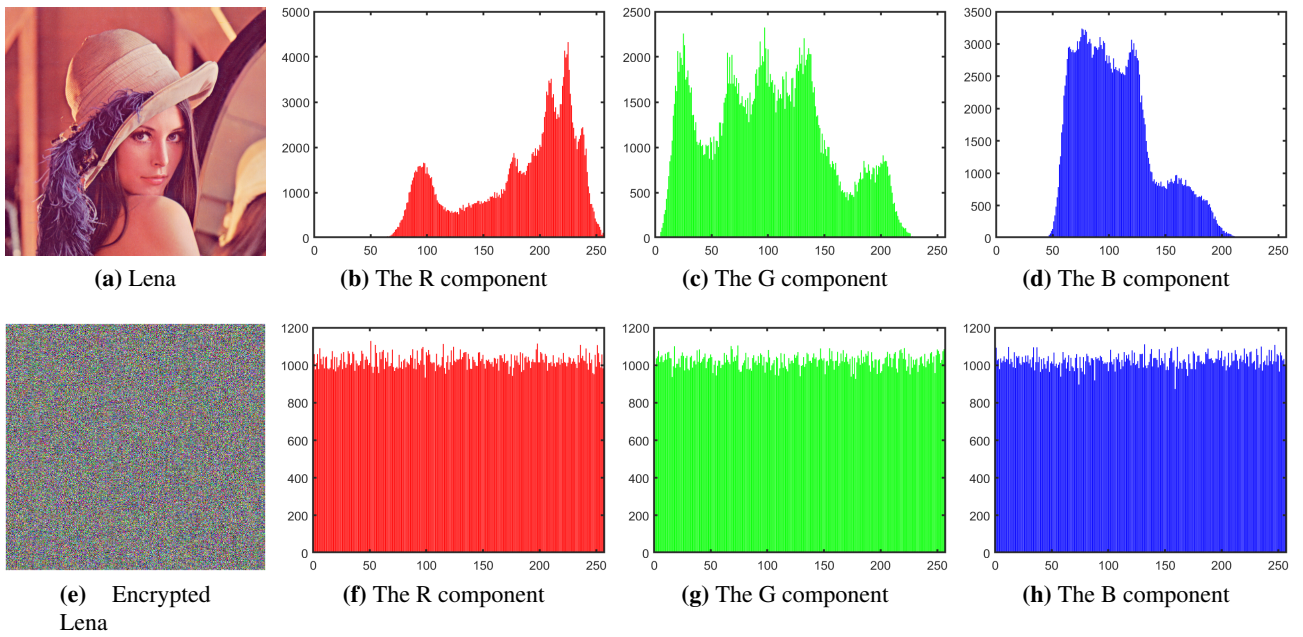 5000
4000
3000
2000
1000
0
0 50 100 150 200 250
2500
2000
1500
1000
500
0
0 50 100 150 200 250
3500
3000
2500
2000
1500
1000
500
0
0 50 100 150 200 250
(a) Lena
(b) The R component
(c) The G component
(d) The B component
1200
1000
800
600
400
200
0
0 50 100 150 200 250
1200
1000
800
600
400
200
0
0 50 100 150 200 250
1200
1000
800
600
400
200
0
0 50 100 150 200 250
(e) Encrypted
Lena
(f) The R component
(g) The G component
(h) The B component